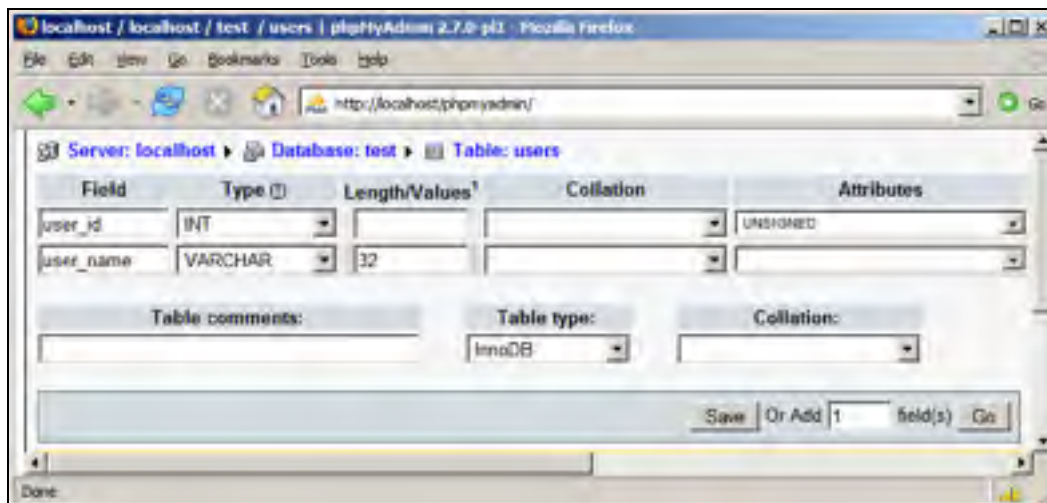 localhost / localhost / test / users | phpMyAdmin 2.7.0-pl1 - Mozilla Firefox
File Edit View Go Bookmarks Tools Help
http://localhost/phpmyadmin/ Go
Server: localhost Database: test Table: users
Field Type Length/Values¹ Collation Attributes
user_id INT UNSIGNED
user_name VARCHAR 32
Table comments: Table type: Collation:
InnoDB
Save Or Add 1 field(s) Go
Done